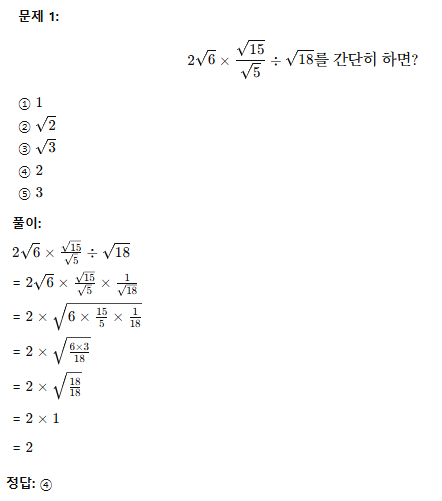 문제 1:
2√6 × √15/√5 ÷ √18를 간단히 하면?
① 1
② √2
③ √3
④ 2
⑤ 3
풀이:
2√6 × √15/√5 ÷ √18
= 2√6 × √15/√5 × 1/√18
= 2 × √(6 × 15/5 × 1/18)
= 2 × √(6×3/18)
= 2 × √(18/18)
= 2 × 1
= 2
정답: ④